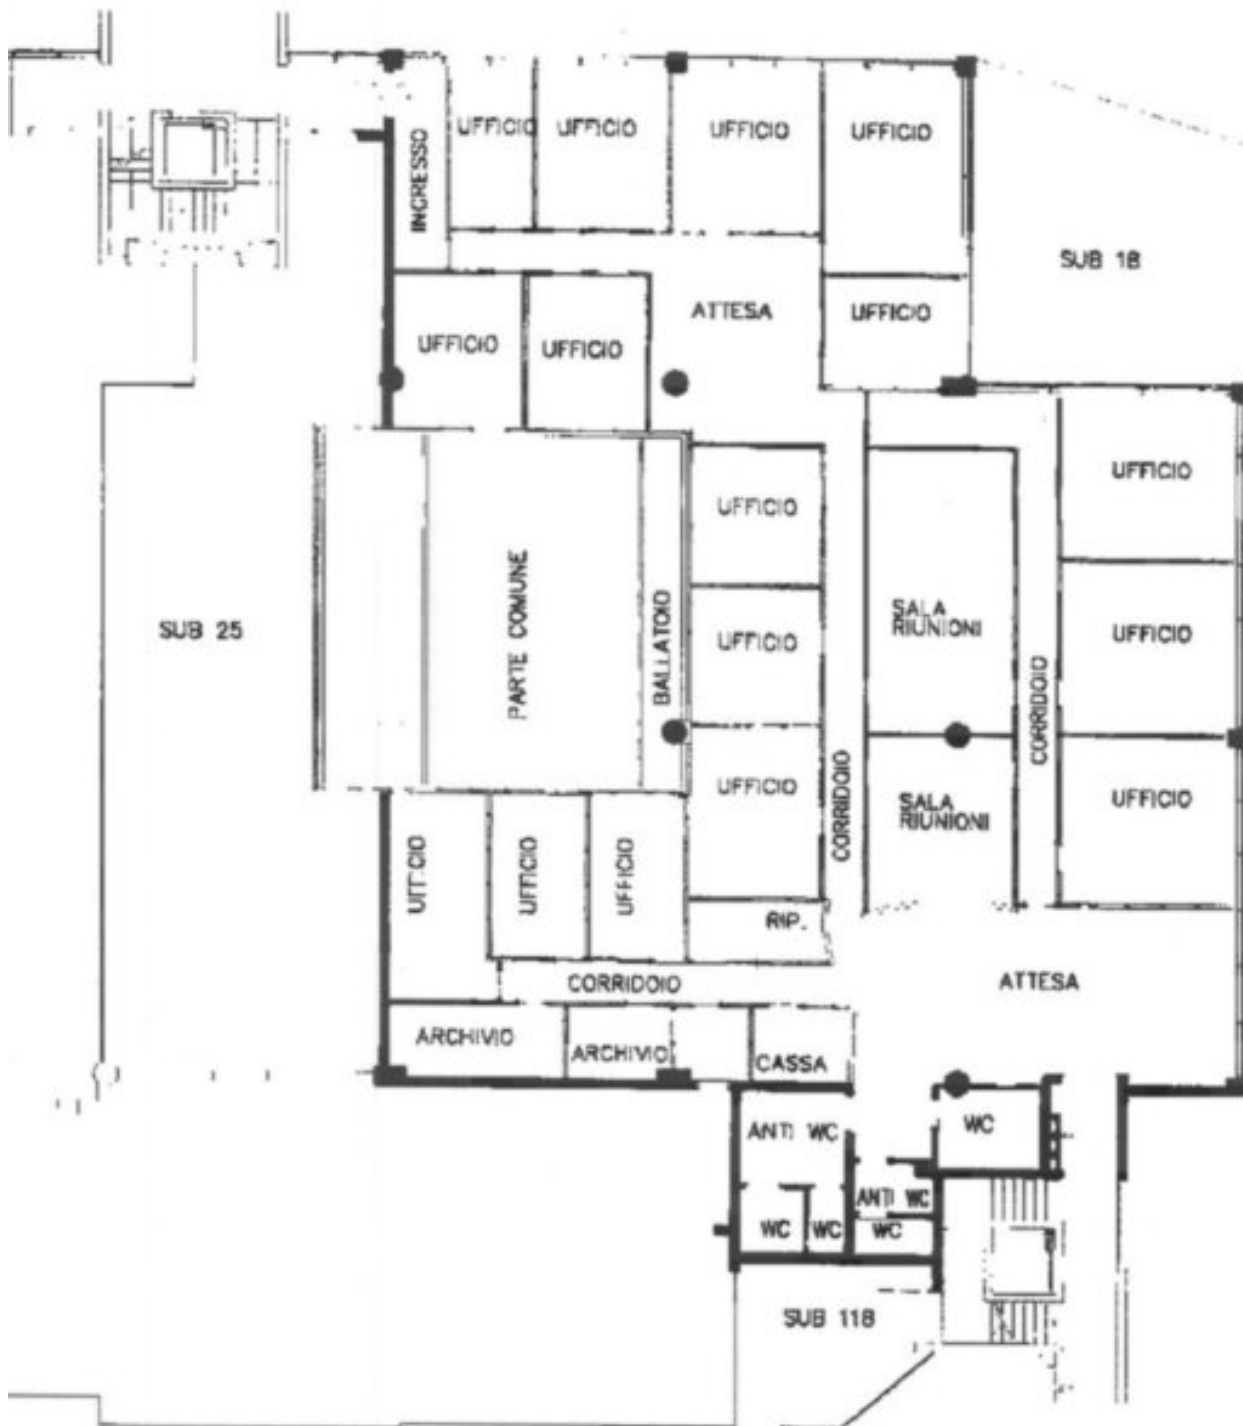 UFFICIO
UFFICIO
UFFICIO
UFFICIO
INGRESSO
SUB 18
ATTESA
UFFICIO
UFFICIO
UFFICIO
UFFICIO
UFFICIO
SALA
RIUNIONI
PARTE COMUNE
BALLATOIO
SUB 25
UFFICIO
UFFICIO
CORRIDOIO
UFFICIO
CORRIDOIO
SALA
RIUNIONI
UFFICIO
UFFICIO
UFFICIO
UFFICIO
RIP.
CORRIDOIO
ATTESA
ARCHIVIO
ARCHIVIO
CASSA
ANTI WC
WC
ANTI WC
WC
WC
WC
SUB 118